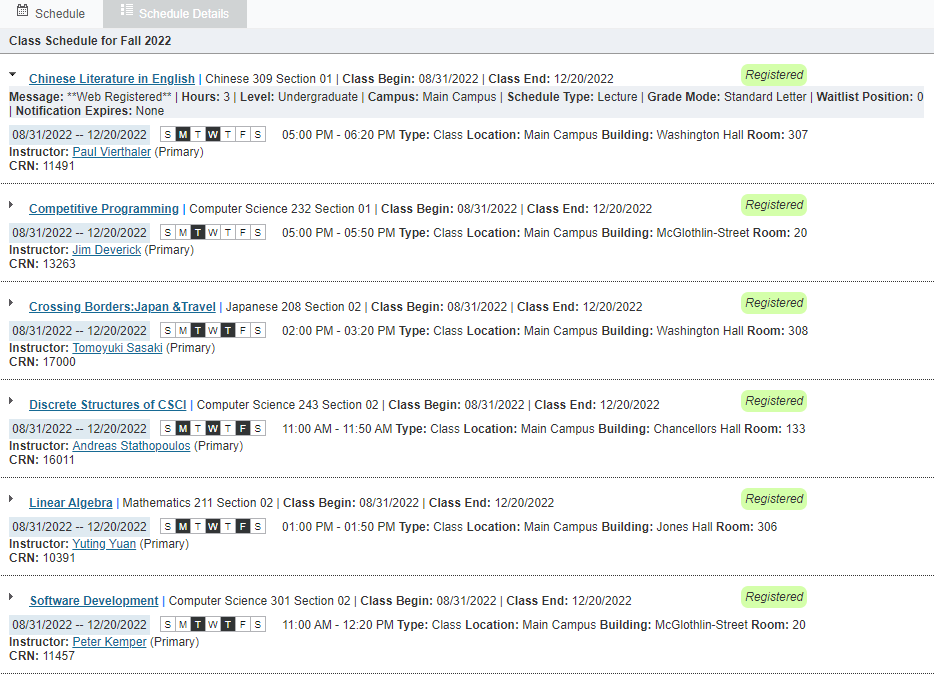 Schedule
Schedule Details
Class Schedule for Fall 2022
Chinese Literature in English | Chinese 309 Section 01 | Class Begin: 08/31/2022 | Class End: 12/20/2022
Registered
Message: **Web Registered** | Hours: 3 | Level: Undergraduate | Campus: Main Campus | Schedule Type: Lecture | Grade Mode: Standard Letter | Waitlist Position: 0
| Notification Expires: None
08/31/2022 -- 12/20/2022 S M T W T F S 05:00 PM - 06:20 PM Type: Class Location: Main Campus Building: Washington Hall Room: 307
Instructor: Paul Vierthaler (Primary)
CRN: 11491
Competitive Programming | Computer Science 232 Section 01 | Class Begin: 08/31/2022 | Class End: 12/20/2022
Registered
08/31/2022 -- 12/20/2022 S M T W T F S 05:00 PM - 05:50 PM Type: Class Location: Main Campus Building: McGlothlin-Street Room: 20
Instructor: Jim Deverick (Primary)
CRN: 13263
Crossing Borders:Japan &Travel | Japanese 208 Section 02 | Class Begin: 08/31/2022 | Class End: 12/20/2022
Registered
08/31/2022 -- 12/20/2022 S M T W T F S 02:00 PM - 03:20 PM Type: Class Location: Main Campus Building: Washington Hall Room: 308
Instructor: Tomoyuki Sasaki (Primary)
CRN: 17000
Discrete Structures of CSCI | Computer Science 243 Section 02 | Class Begin: 08/31/2022 | Class End: 12/20/2022
Registered
08/31/2022 -- 12/20/2022 S M T W T F S 11:00 AM - 11:50 AM Type: Class Location: Main Campus Building: Chancellors Hall Room: 133
Instructor: Andreas Stathopoulos (Primary)
CRN: 16011
Linear Algebra | Mathematics 211 Section 02 | Class Begin: 08/31/2022 | Class End: 12/20/2022
Registered
08/31/2022 -- 12/20/2022 S M T W T F S 01:00 PM - 01:50 PM Type: Class Location: Main Campus Building: Jones Hall Room: 306
Instructor: Yuting Yuan (Primary)
CRN: 10391
Software Development | Computer Science 301 Section 02 | Class Begin: 08/31/2022 | Class End: 12/20/2022
Registered
08/31/2022 -- 12/20/2022 S M T W T F S 11:00 AM - 12:20 PM Type: Class Location: Main Campus Building: McGlothlin-Street Room: 20
Instructor: Peter Kemper (Primary)
CRN: 11457